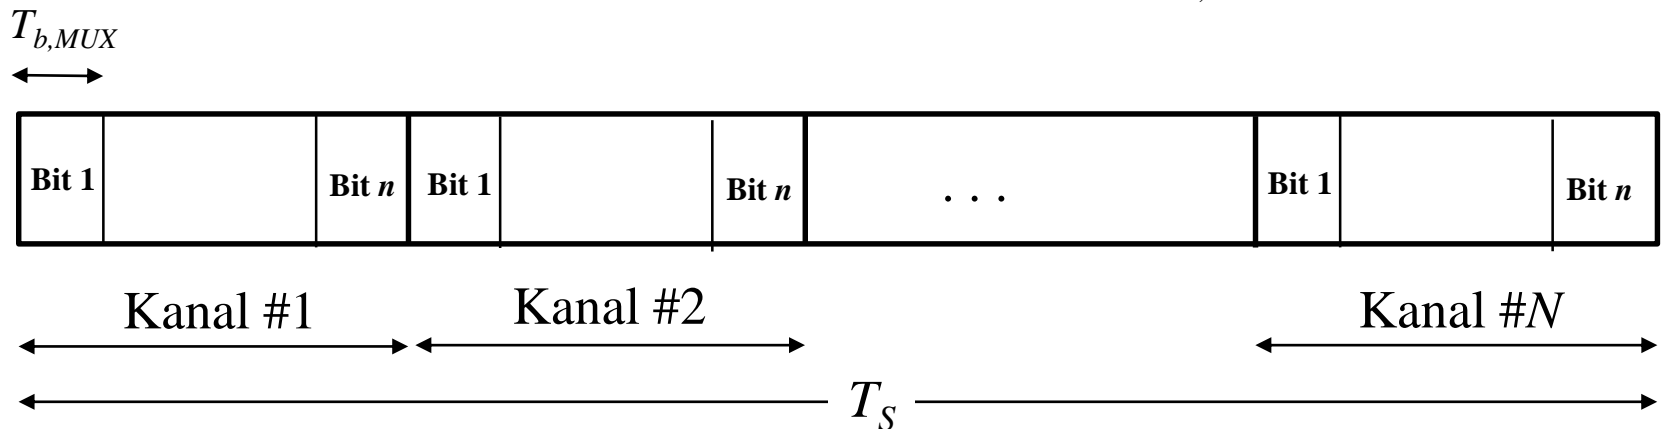 T_b,MUX
Bit 1 Bit n Bit 1 Bit n . . . Bit 1 Bit n
Kanal #1 Kanal #2 Kanal #N
T_S